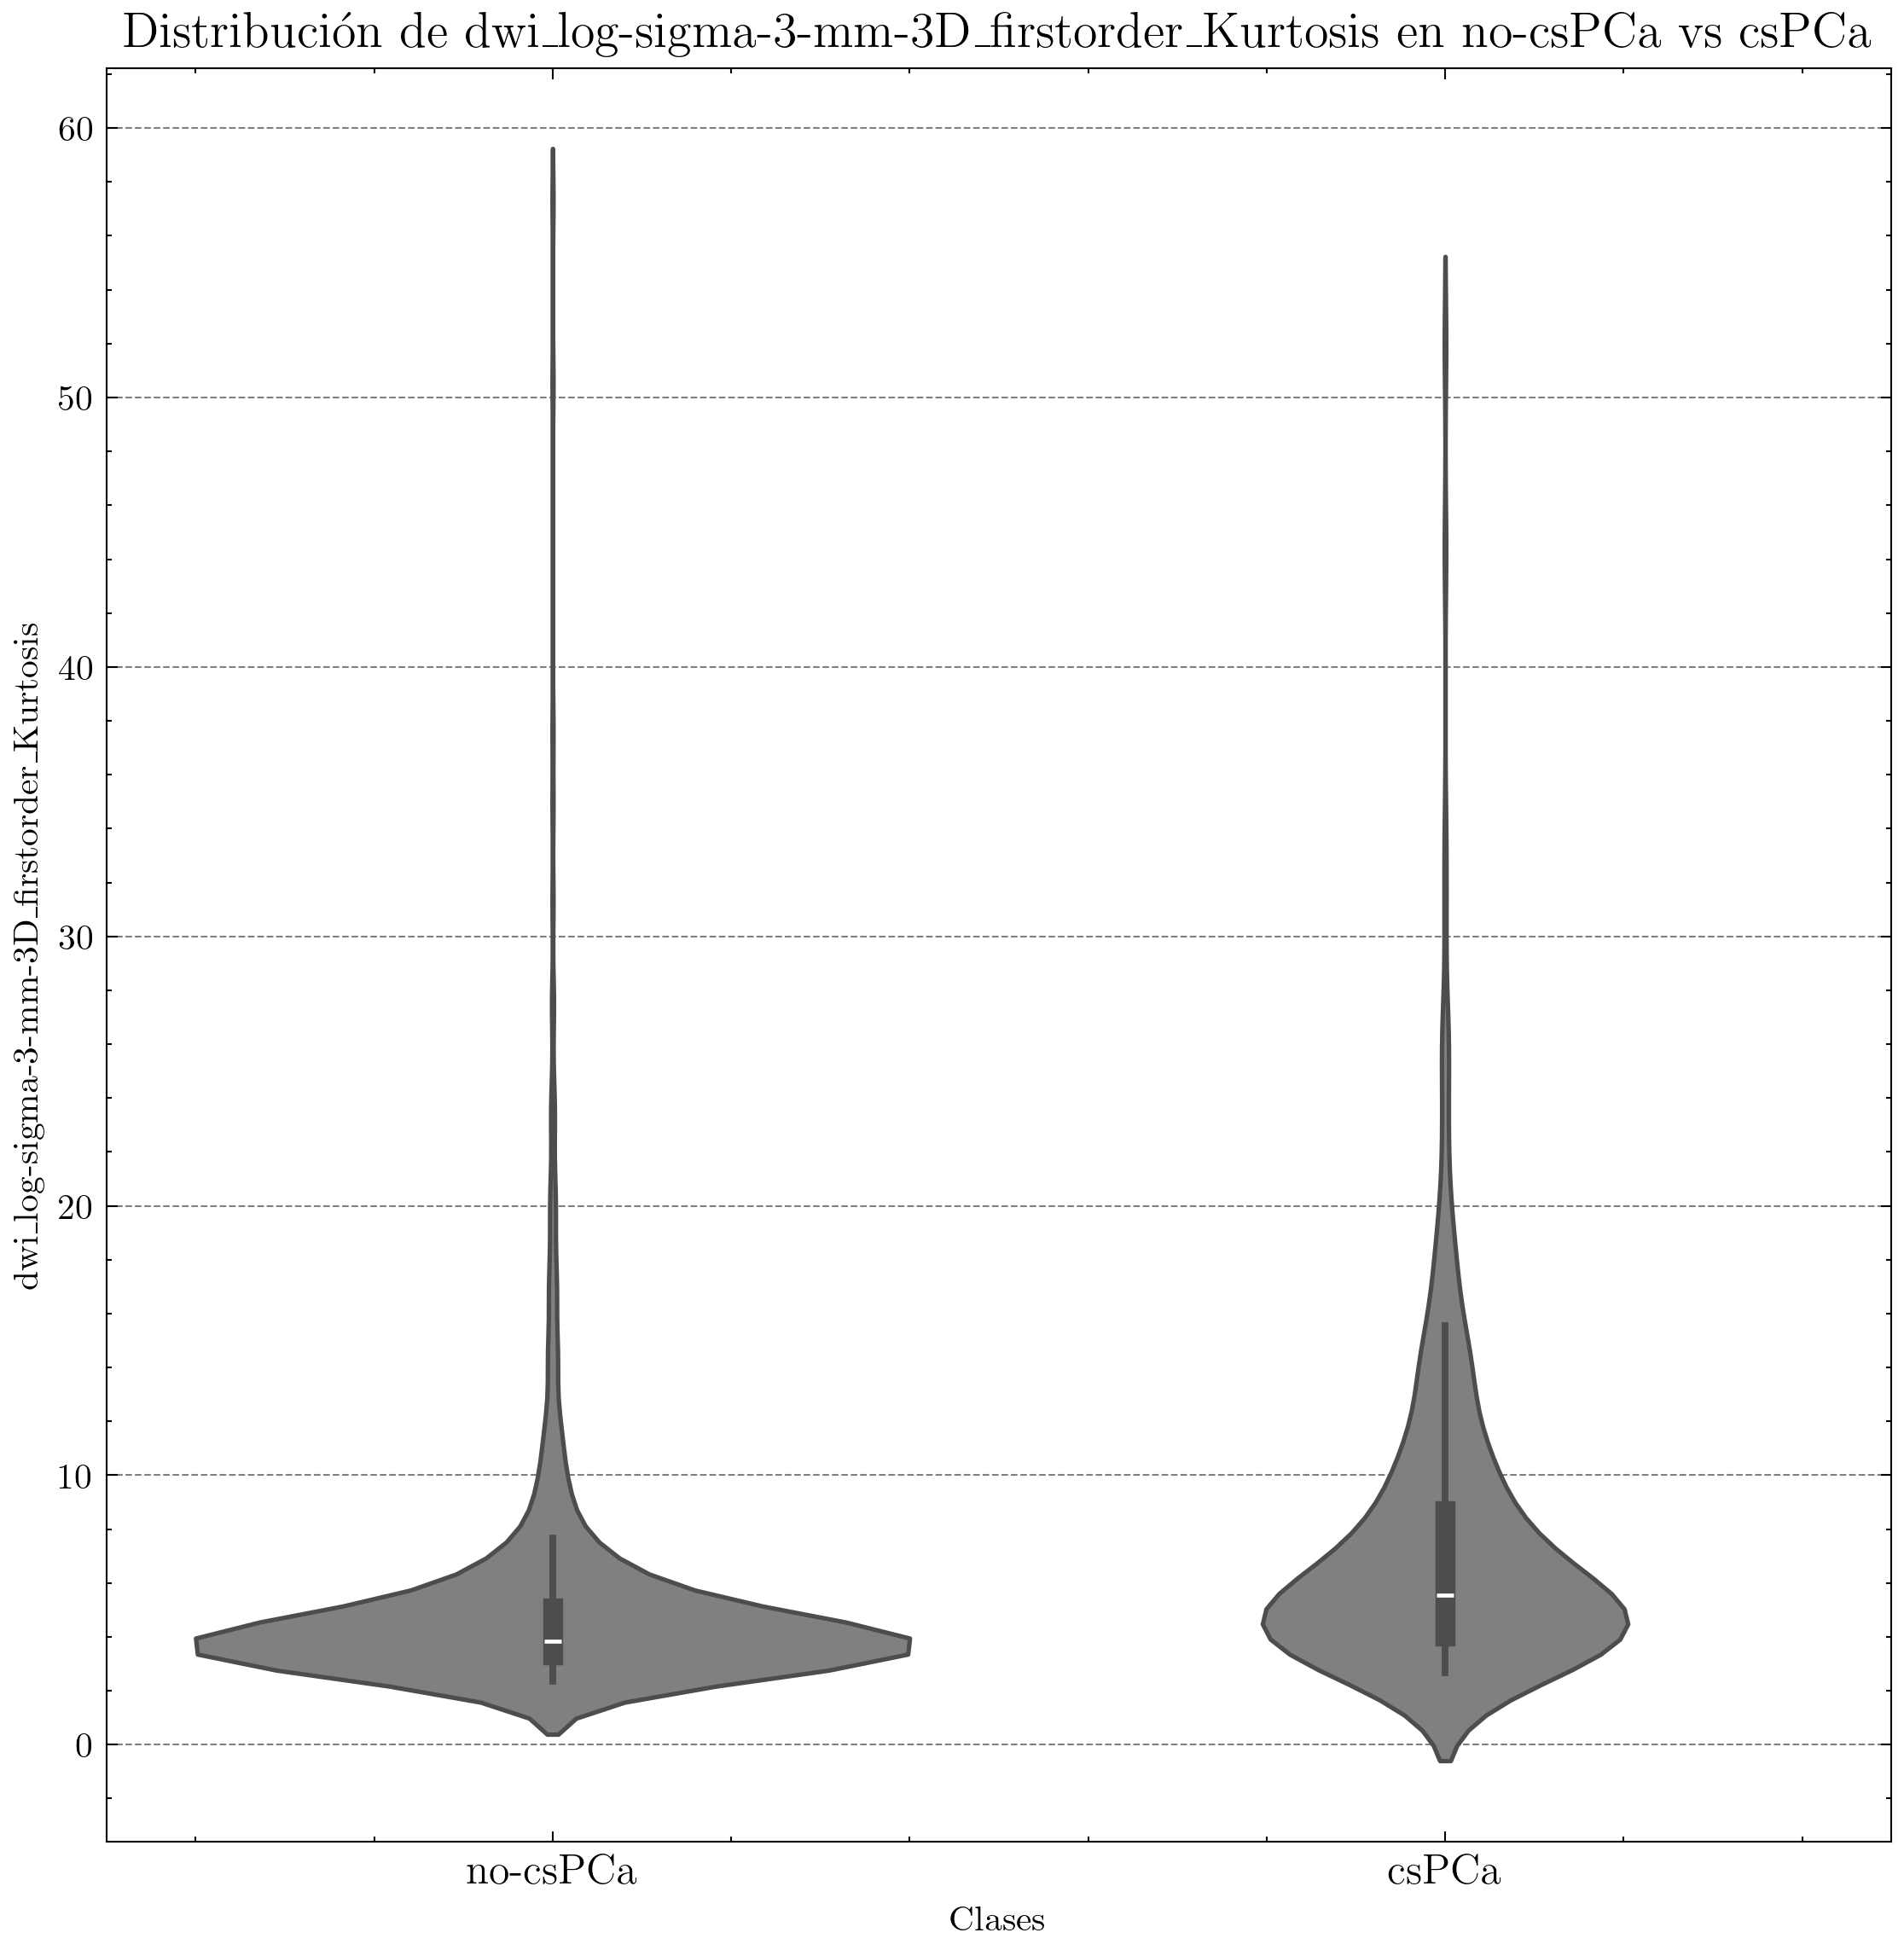 Distribución de dwi_log-sigma-3-mm-3D_firstorder_Kurtosis en no-csPCa vs csPCa
dwi_log-sigma-3-mm-3D_firstorder_Kurtosis
60
50
40
30
20
10
0
no-csPCa
csPCa
Clases